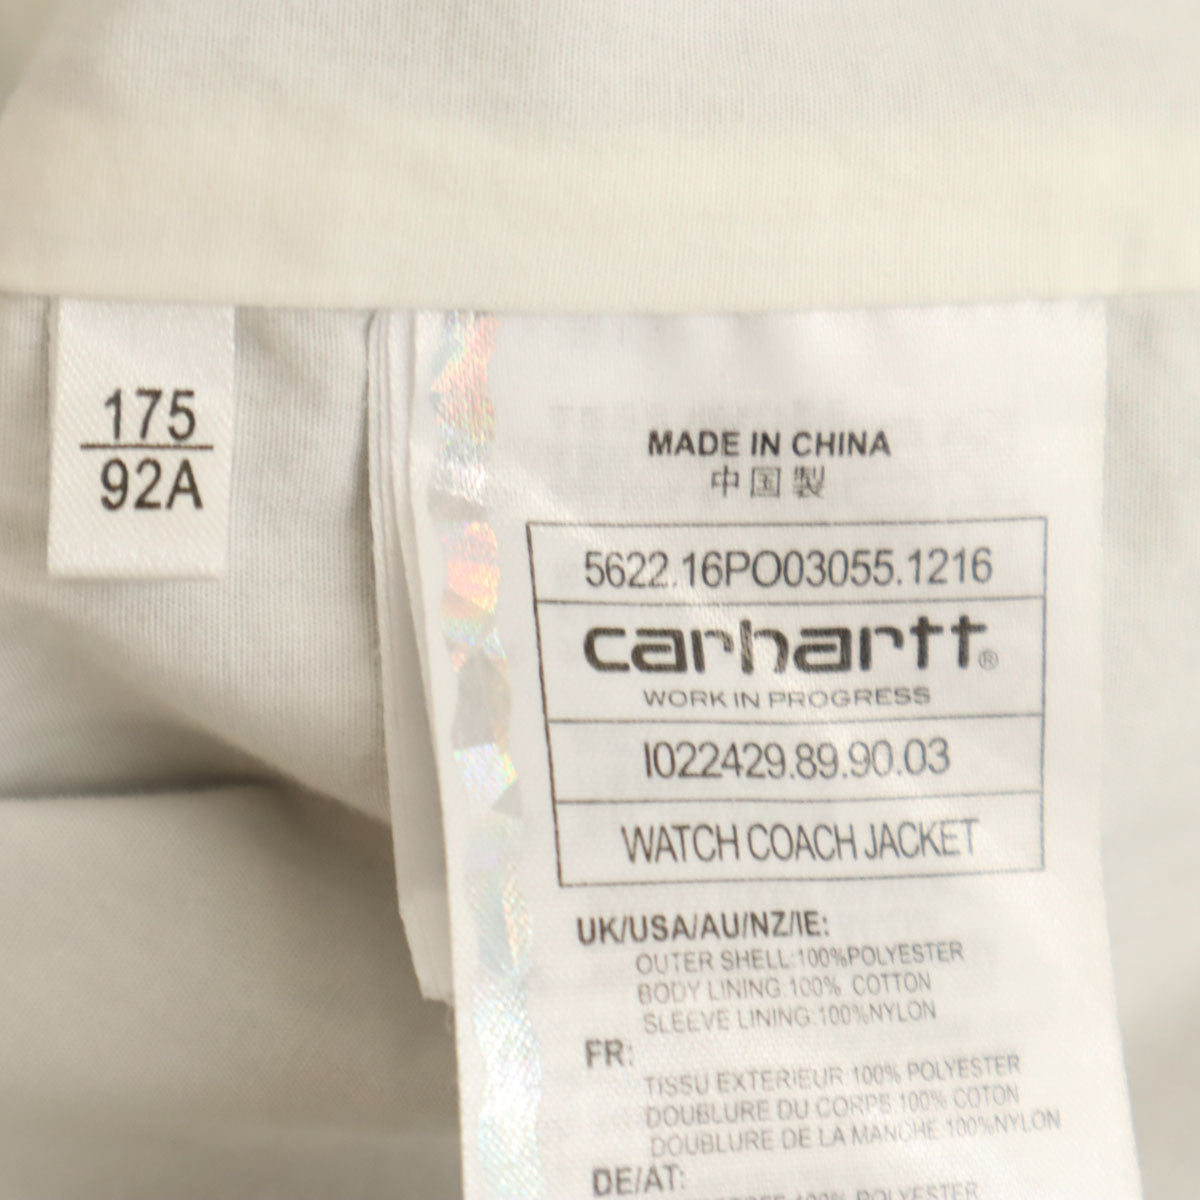 175
92A
MADE IN CHINA
中国製
5622.16PO03055.1216
carhartt®
WORK IN PROGRESS
I022429.89.90.03
WATCH COACH JACKET
UK/USA/AU/NZ/IE:
OUTER SHELL:100%POLYESTER
BODY LINING:100% COTTON
SLEEVE LINING:100%NYLON
FR:
TISSU EXTERIEUR:100% POLYESTER
DOUBLURE DU CORPS:100% COTON
DOUBLURE DE LA MANCHE:100%NYLON
DE/AT:
100% POLYESTER